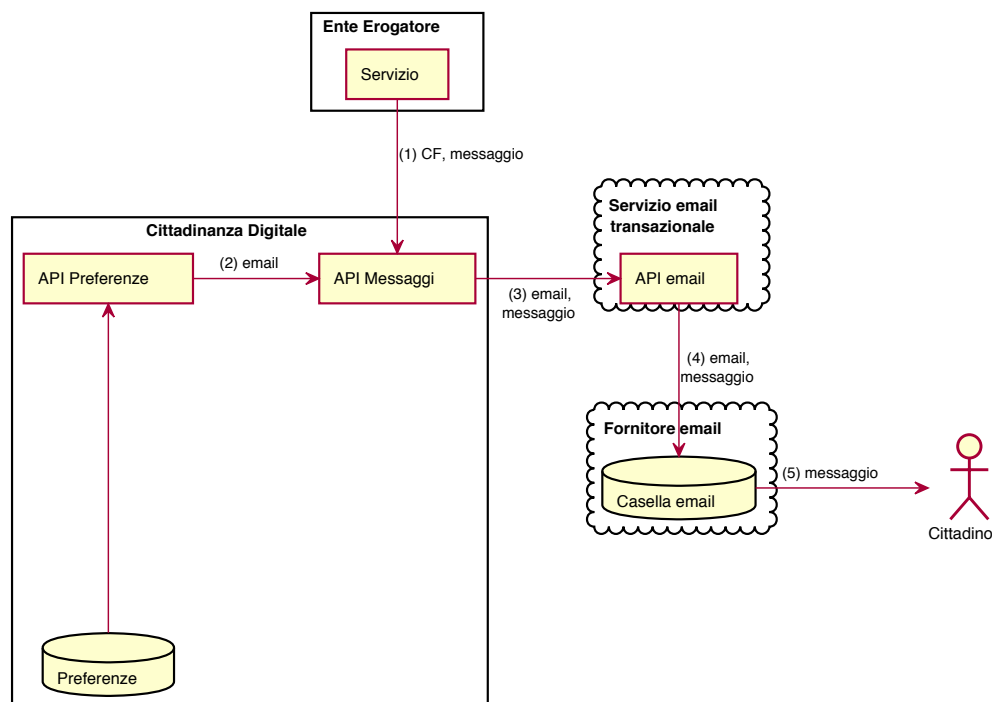 Ente Erogatore
Servizio
(1) CF, messaggio
Servizio email
transazionale
Cittadinanza Digitale
API Preferenze
(2) email
API Messaggi
API email
(3) email,
messaggio
(4) email,
messaggio
Fornitore email
(5) messaggio
Casella email
Cittadino
Preferenze